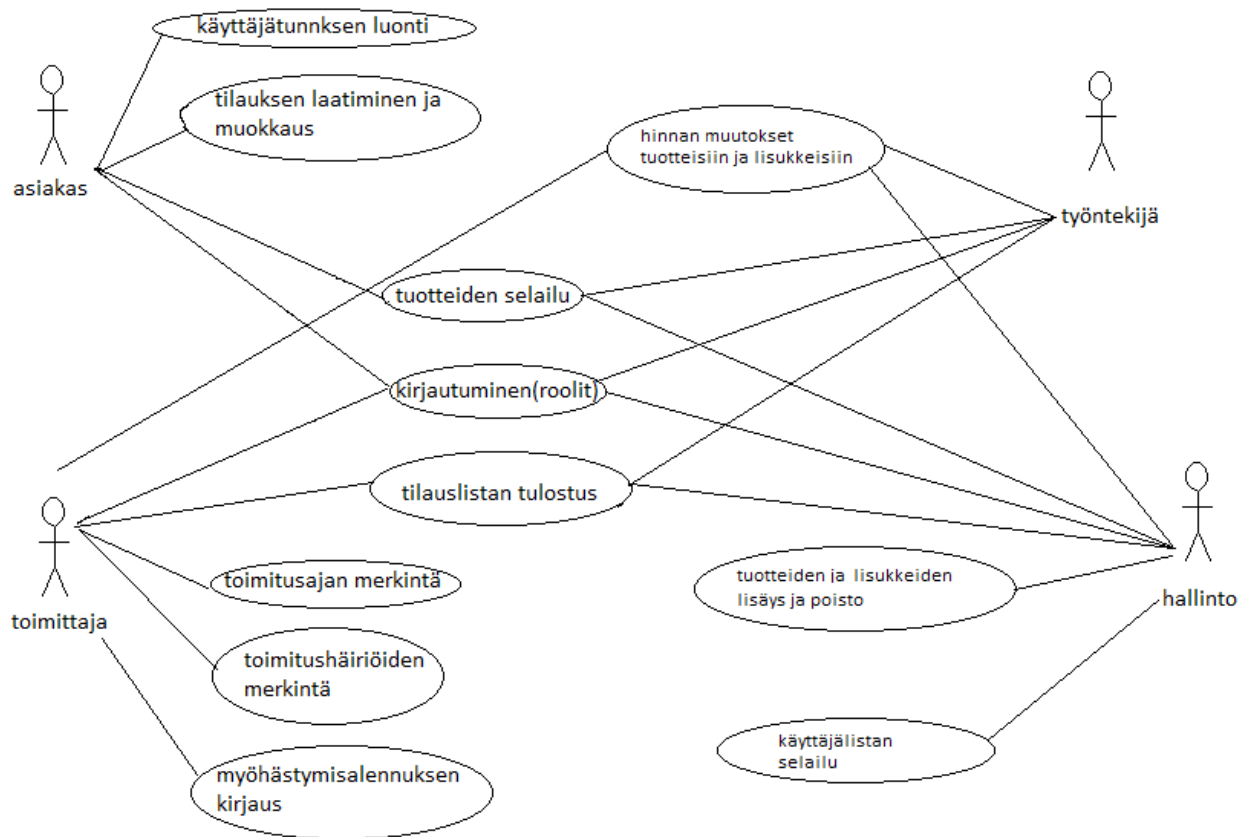 käyttäjätunnksen luonti
tilauksen laatiminen ja
muokkaus
asiakas
hinnan muutokset
tuotteisiin ja lisukkeisiin
työntekijä
tuotteiden selailu
kirjautuminen(roolit)
tilauslistan tulostus
toimittaja
toimitusajan merkintä
tuotteiden ja lisukkeiden
lisäys ja poisto
hallinto
toimitushäiriöiden
merkintä
käyttäjälistan
selailu
myöhästymisalennuksen
kirjaus